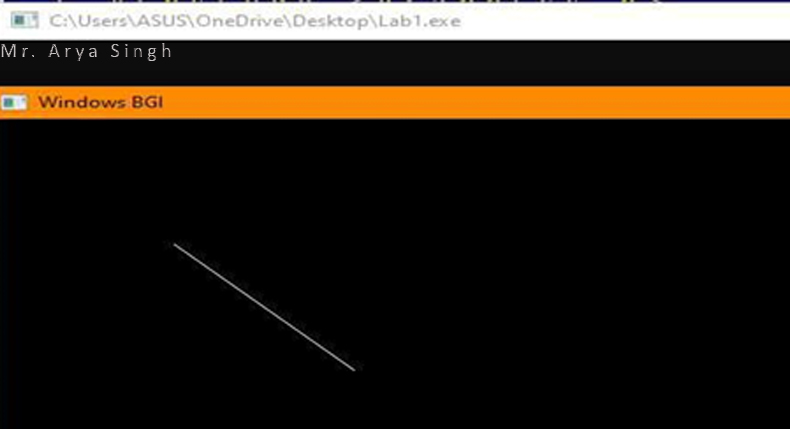 C:\Users\ASUS\OneDrive\Desktop\Lab1.exe
Mr. Arya Singh
Windows BGI